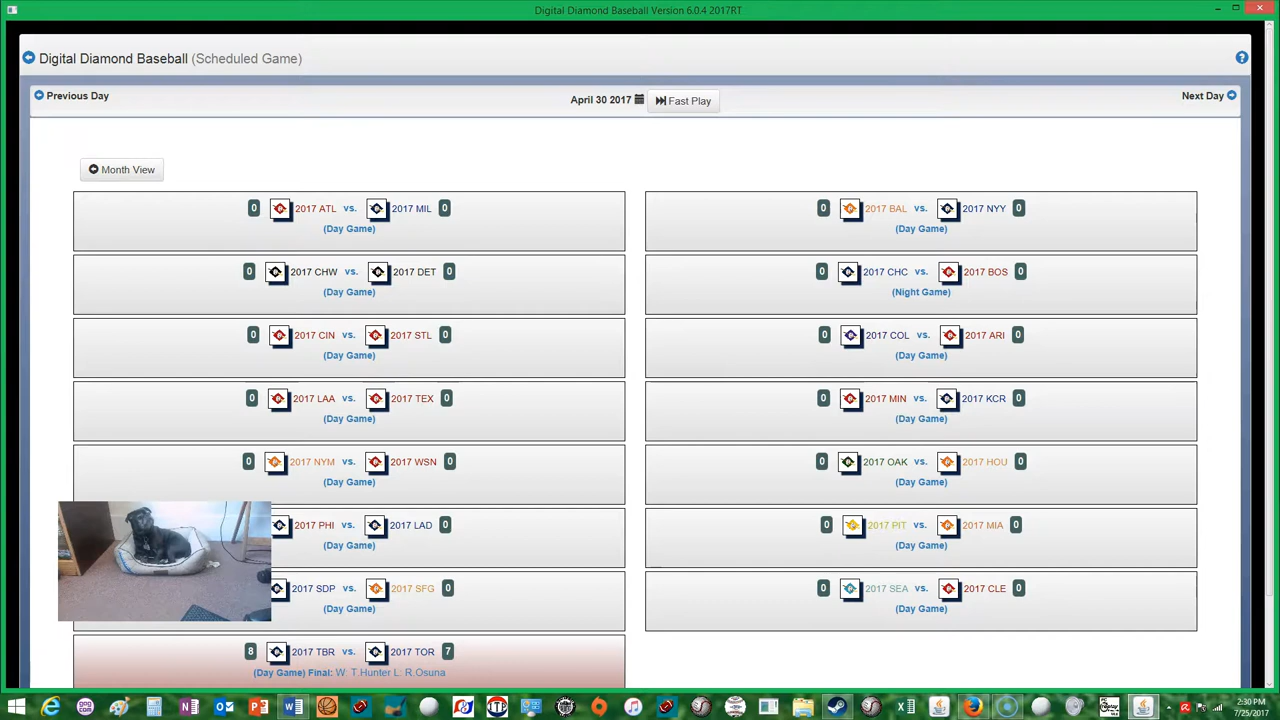 Digital Diamond Baseball Version 6.0.4 2017RT
Digital Diamond Baseball (Scheduled Game)
Previous Day
April 30 2017 Fast Play
Next Day
Month View
0 2017 ATL vs. 2017 MIL 0
(Day Game)
0 2017 BAL vs. 2017 NYY 0
(Day Game)
0 2017 CHW vs. 2017 DET 0
(Day Game)
0 2017 CHC vs. 2017 BOS 0
(Night Game)
0 2017 CIN vs. 2017 STL 0
(Day Game)
0 2017 COL vs. 2017 ARI 0
(Day Game)
0 2017 LAA vs. 2017 TEX 0
(Day Game)
0 2017 MIN vs. 2017 KCR 0
(Day Game)
0 2017 NYM vs. 2017 WSN 0
(Day Game)
0 2017 OAK vs. 2017 HOU 0
(Day Game)
2017 PHI vs. 2017 LAD 0
(Day Game)
0 2017 PIT vs. 2017 MIA 0
(Day Game)
2017 SDP vs. 2017 SFG 0
(Day Game)
0 2017 SEA vs. 2017 CLE 0
(Day Game)
8 2017 TBR vs. 2017 TOR 7
(Day Game) Final: W: T.Hunter L: R.Osuna
2:30 PM
7/25/2017